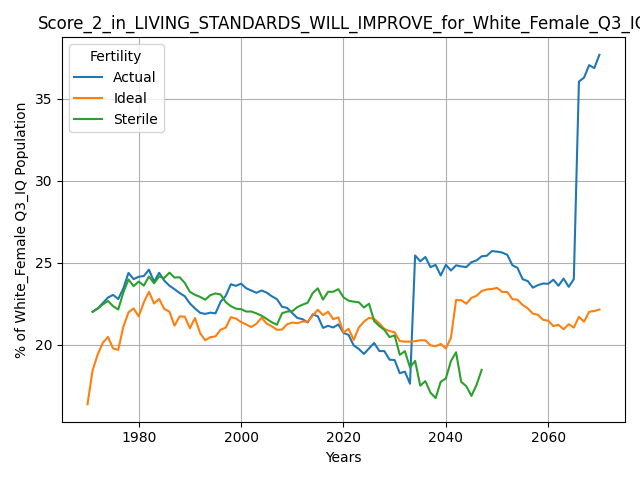 Score_2_in_LIVING_STANDARDS_WILL_IMPROVE_for_White_Female_Q3_IQ
Fertility
Actual
Ideal
Sterile
% of White_Female Q3_IQ Population
35
30
25
20
1980
2000
2020
2040
2060
Years